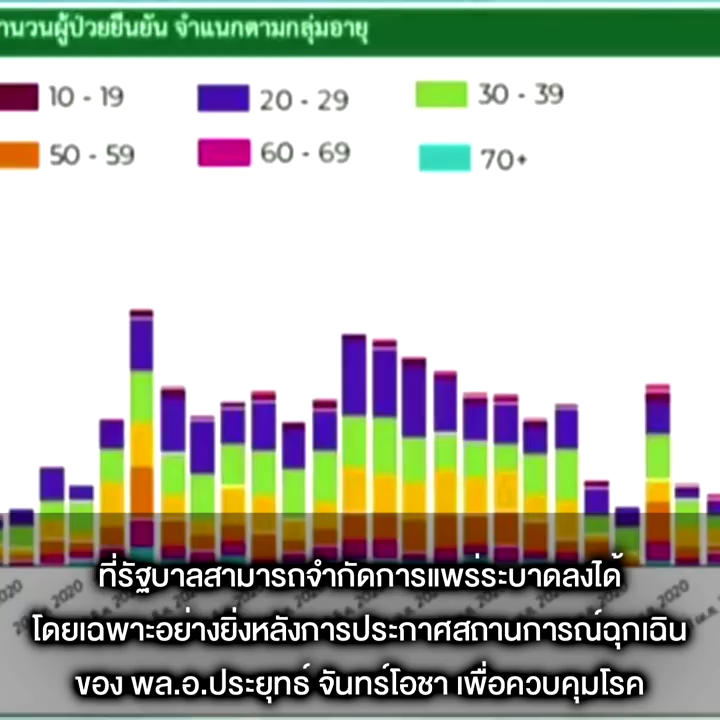 จำนวนผู้ป่วยยืนยัน จำแนกตามกลุ่มอายุ
10 - 19
20 - 29
30 - 39
50 - 59
60 - 69
70+
2020
2020
2020
ที่รัฐบาลสามารถจำกัดการแพร่ระบาดลงได้
โดยเฉพาะอย่างยิ่งหลังการประกาศสถานการณ์ฉุกเฉิน
ของ พล.อ.ประยุทธ์ จันทร์โอชา เพื่อควบคุมโรค